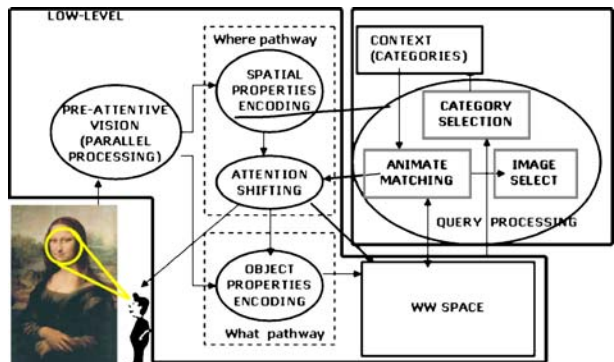 LOW-LEVEL
Where pathway
SPATIAL
PROPERTIES
ENCODING
PRE-ATTENTIVE
VISION
(PARALLEL
PROCESSING)
ATTENTION
SHIFTING
OBJECT
PROPERTIES
ENCODING
What pathway
CONTEXT
(CATEGORIES)
CATEGORY
SELECTION
ANIMATE
MATCHING
IMAGE
SELECT
QUERY PROCESSING
WW SPACE